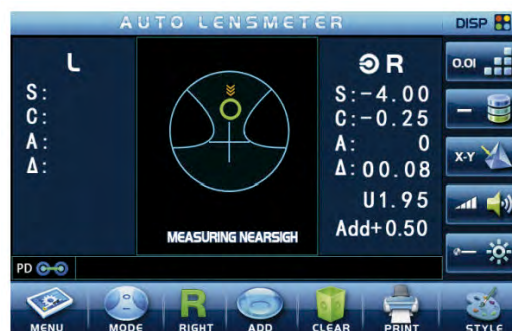 AUTO LENSMETER
DISP
L
R
S:
C:
A:
Δ:
S:-4.00
C:-0.25
A: 0
Δ:00.08
U1.95
Add+0.50
MEASURING NEARSIGH
0.01
X-Y
PD
MENU
MODE
R
RIGHT
ADD
CLEAR
PRINT
STYLE